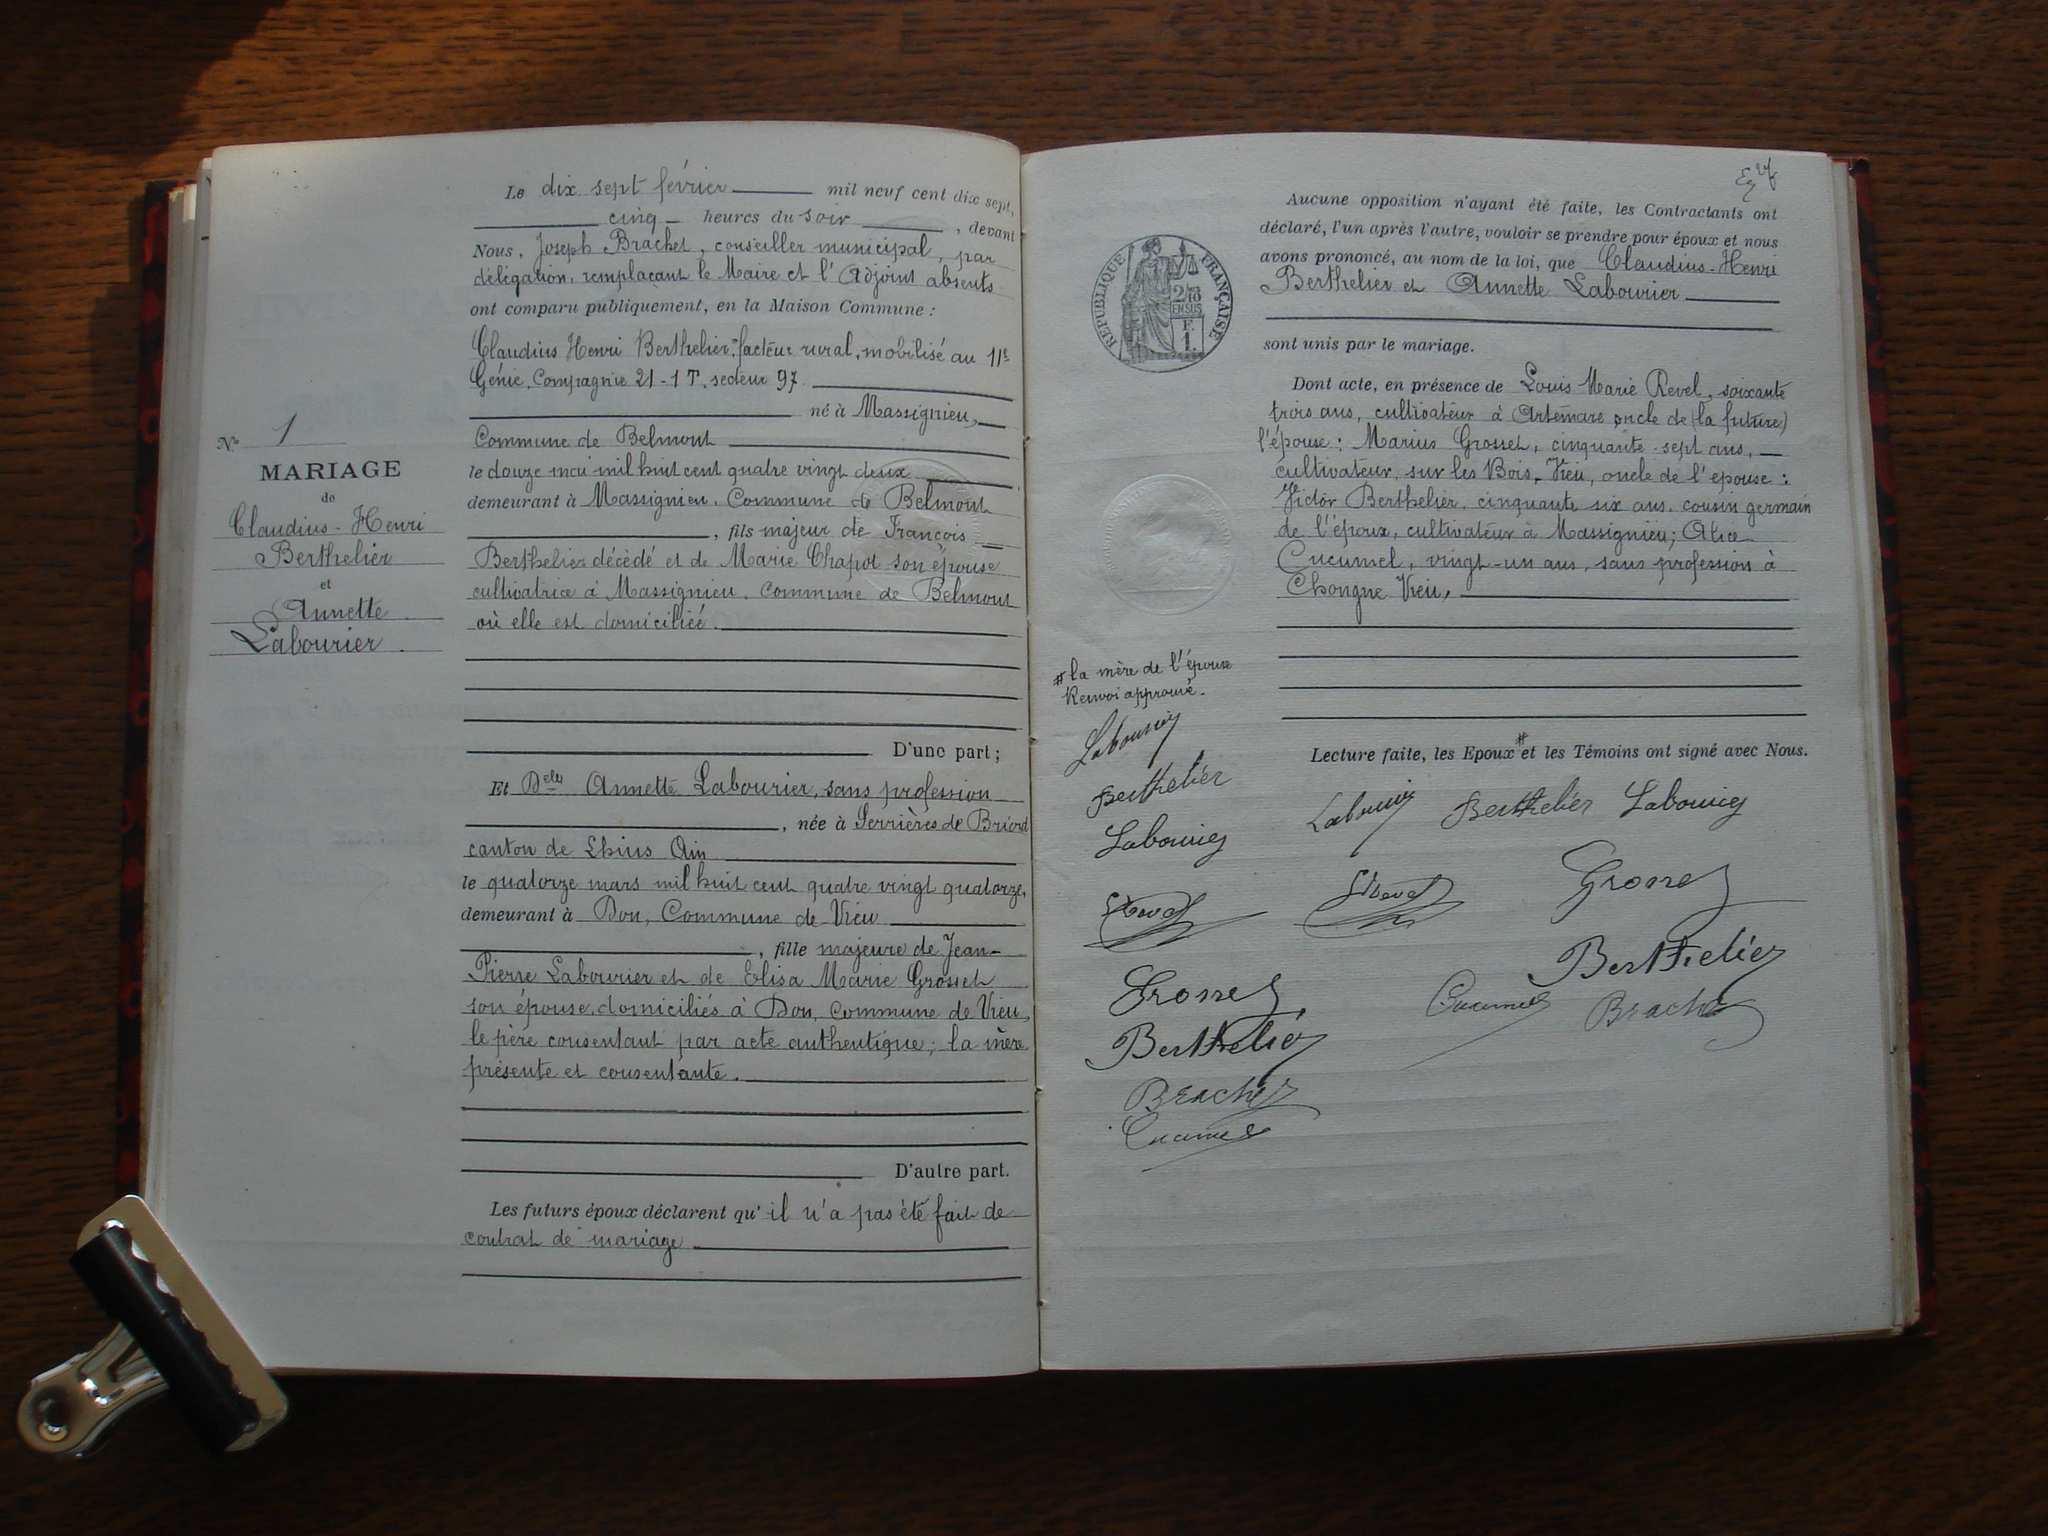 Le dix sept février mil neuf cent dix sept,
cinq heures du soir, devant
Nous, Joseph Brachet, conseiller municipal, par
délégation, remplaçant le Maire et l'Adjoint absents
ont comparu publiquement, en la Maison Commune :
Claudius Henri Berthelier, facteur rural, mobilisé au 11e
Génie, Compagnie 21-1 T, secteur 97
né à Massignieu,
Commune de Belmont
le douze mai mil huit cent quatre vingt deux
demeurant à Massignieu, Commune de Belmont
, fils majeur de François
Berthelier décédé et de Marie Chapot son épouse
cultivatrice à Massignieu, Commune de Belmont
où elle est domiciliée.
D'une part ;
N° 1
MARIAGE
de
Claudius-Henri
Berthelier
et
Annette
Labourier.
Et Delle Annette Labourier, sans profession
, née à Serrières de Briord
canton de Lhuis Ain
le quatorze mars mil huit cent quatre vingt quatorze,
demeurant à Don, Commune de Vieu
, fille majeure de Jean-
Pierre Labourier et de Elisa Marie Grosset
son épouse, domiciliés à Don, Commune de Vieu,
le père consentant par acte authentique ; la mère
présente et consentante.
D'autre part.
Les futurs époux déclarent qu'il n'a pas été fait de
contrat de mariage
Aucune opposition n'ayant été faite, les Contractants ont
déclaré, l'un après l'autre, vouloir se prendre pour époux et nous
avons prononcé, au nom de la loi, que Claudius-Henri
Berthelier et Annette Labourier
sont unis par le mariage.
RÉPUBLIQUE FRANÇAISE
2/10
EN SUS
F.
1.
Dont acte, en présence de Louis Marie Revel, soixante
trois ans, cultivateur à Artemare oncle de (la future)
l'épouse : Marius Grosset, cinquante-sept ans,
cultivateur, sur les Bois, Vieu, oncle de l'epouse :
Victor Berthelier, cinquante six ans, cousin germain
de l'époux, cultivateur à Massignieu ; Alice
Cucumel, vingt-un ans, sans profession à
Chongne Vieu,
# la mère de l'épouse
Renvoi approuvé.
Lecture faite, les Epoux # et les Témoins ont signé avec Nous.
Labourier
Berthelier
Labourier
Labourier Berthelier Labourier
Revel
Revel
Grosset
Grosset
Berthelier
Berthelier
Cucumel
Brachet
Brachet
Cucumel